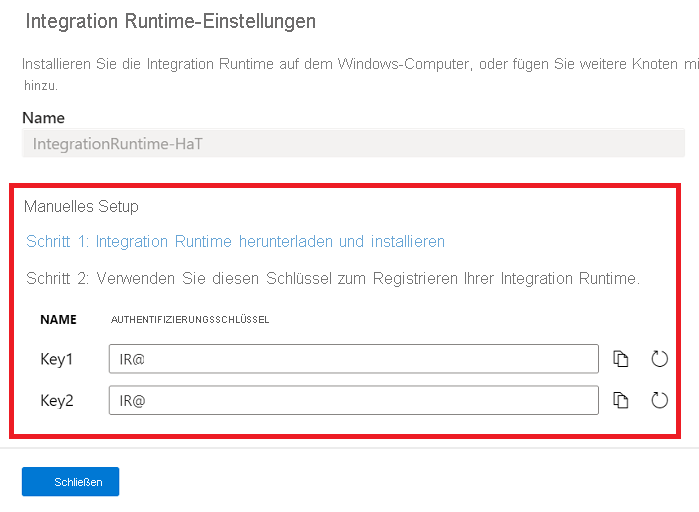 Integration Runtime-Einstellungen
Installieren Sie die Integration Runtime auf dem Windows-Computer, oder fügen Sie weitere Knoten mi
hinzu.
Name
IntegrationRuntime-HaT
Manuelles Setup
Schritt 1: Integration Runtime herunterladen und installieren
Schritt 2: Verwenden Sie diesen Schlüssel zum Registrieren Ihrer Integration Runtime.
NAME AUTHENTIFIZIERUNGSSCHLÜSSEL
Key1 IR@
Key2 IR@
Schließen